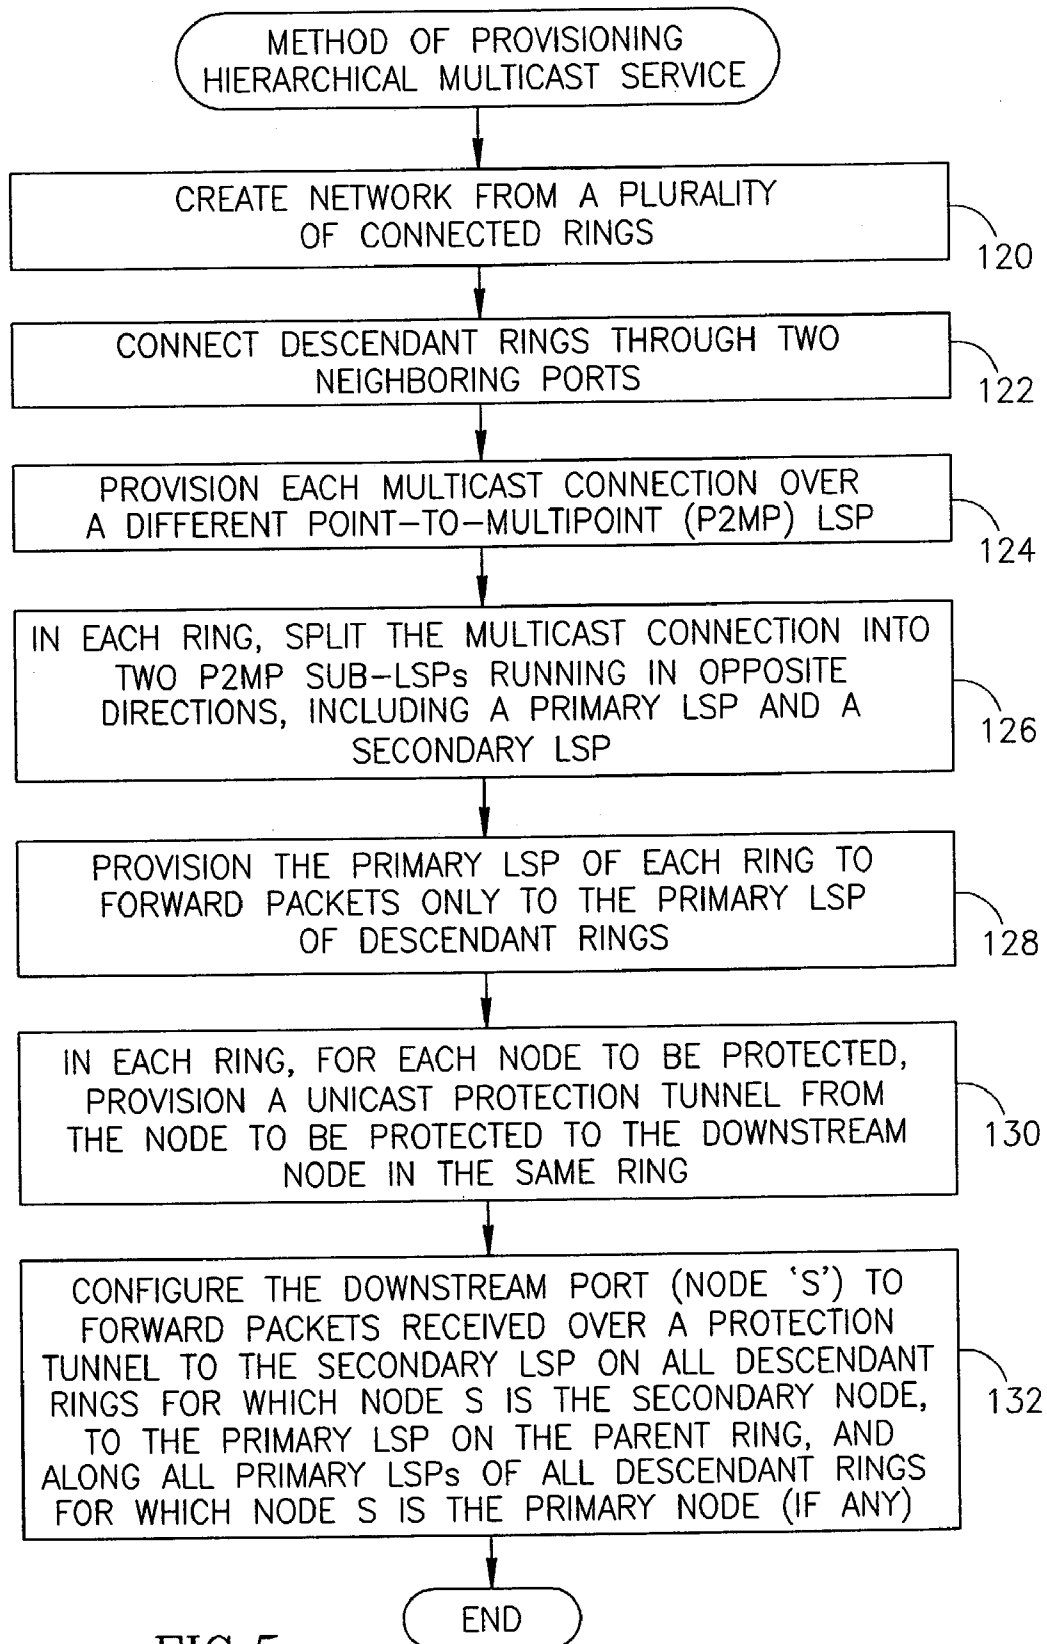 METHOD OF PROVISIONING
HIERARCHICAL MULTICAST SERVICE
CREATE NETWORK FROM A PLURALITY
OF CONNECTED RINGS
120
CONNECT DESCENDANT RINGS THROUGH TWO
NEIGHBORING PORTS
122
PROVISION EACH MULTICAST CONNECTION OVER
A DIFFERENT POINT-TO-MULTIPOINT (P2MP) LSP
124
IN EACH RING, SPLIT THE MULTICAST CONNECTION INTO
TWO P2MP SUB-LSPs RUNNING IN OPPOSITE
DIRECTIONS, INCLUDING A PRIMARY LSP AND A
SECONDARY LSP
126
PROVISION THE PRIMARY LSP OF EACH RING TO
FORWARD PACKETS ONLY TO THE PRIMARY LSP
OF DESCENDANT RINGS
128
IN EACH RING, FOR EACH NODE TO BE PROTECTED,
PROVISION A UNICAST PROTECTION TUNNEL FROM
THE NODE TO BE PROTECTED TO THE DOWNSTREAM
NODE IN THE SAME RING
130
CONFIGURE THE DOWNSTREAM PORT (NODE ‘S’) TO
FORWARD PACKETS RECEIVED OVER A PROTECTION
TUNNEL TO THE SECONDARY LSP ON ALL DESCENDANT
RINGS FOR WHICH NODE S IS THE SECONDARY NODE,
TO THE PRIMARY LSP ON THE PARENT RING, AND
ALONG ALL PRIMARY LSPs OF ALL DESCENDANT RINGS
FOR WHICH NODE S IS THE PRIMARY NODE (IF ANY)
132
END
FIG.5